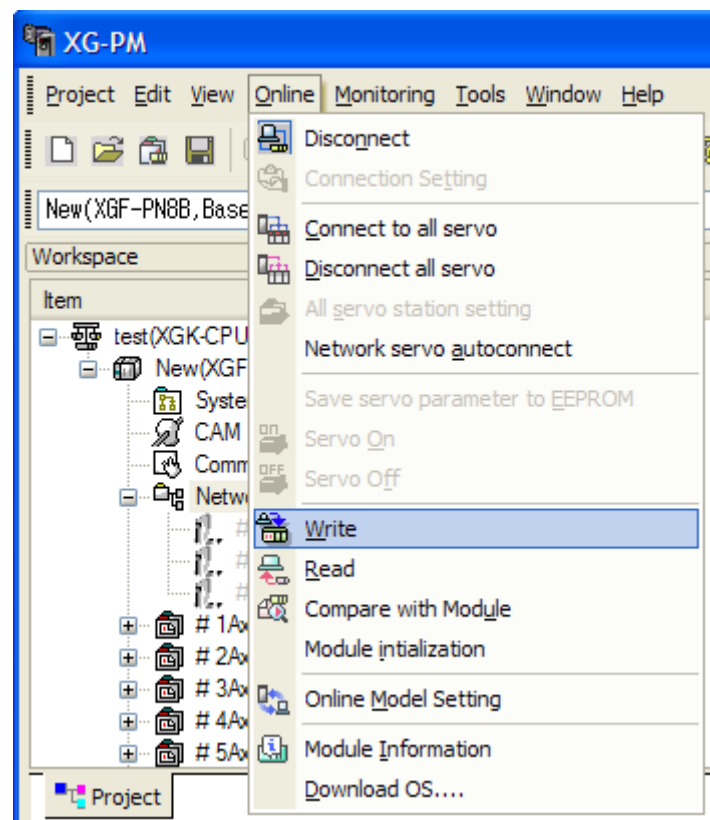 XG-PM
Project Edit View Online Monitoring Tools Window Help
Disconnect
Connection Setting
New(XGF-PN8B,Base
Connect to all servo
Workspace
Disconnect all servo
Item
All servo station setting
test(XGK-CPU
Network servo autoconnect
New(XGF
Syste
Save servo parameter to EEPROM
CAM
Servo On
Comm
Servo Off
Netwo
Write
#
Read
#
Compare with Module
#
# 1Ax
Module intialization
# 2Ax
# 3Ax
Online Model Setting
# 4Ax
# 5Ax
Module Information
Download OS....
Project